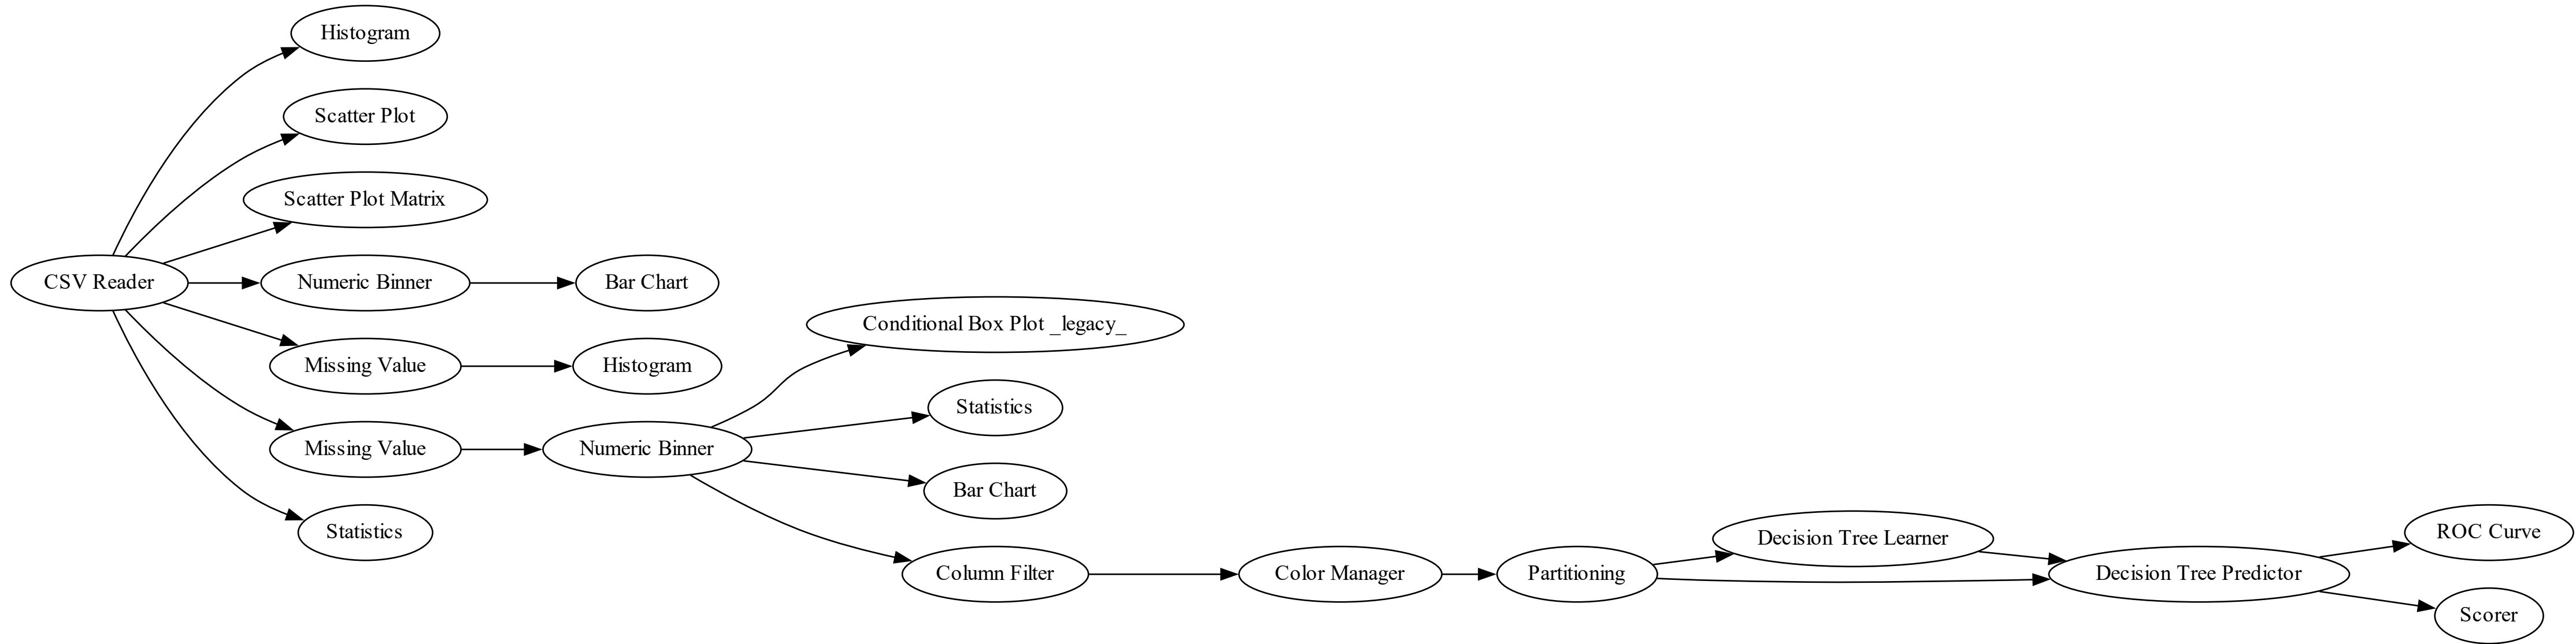 Histogram
Scatter Plot
Scatter Plot Matrix
CSV Reader
Numeric Binner
Bar Chart
Missing Value
Histogram
Missing Value
Numeric Binner
Statistics
Conditional Box Plot _legacy_
Statistics
Bar Chart
Column Filter
Color Manager
Partitioning
Decision Tree Learner
Decision Tree Predictor
ROC Curve
Scorer